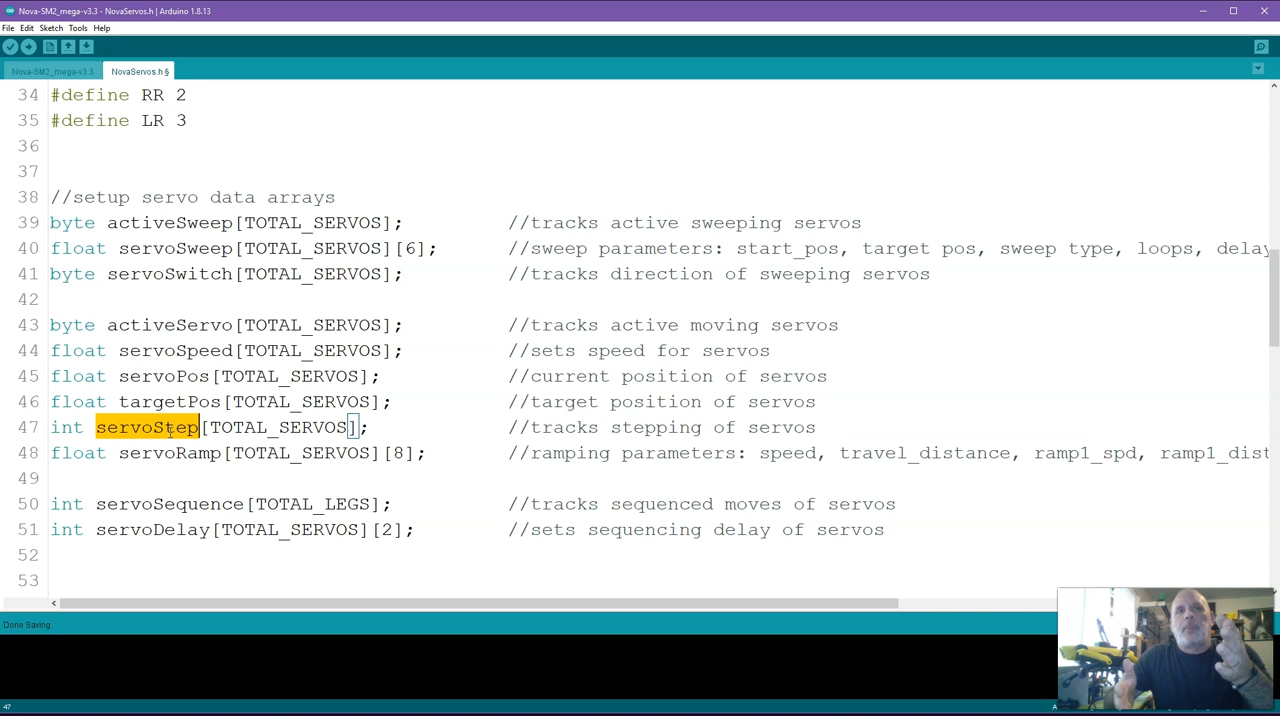 Nova-SM2_mega-v3.3 - NovaServos.h | Arduino 1.8.13
File Edit Sketch Tools Help
Nova-SM2_mega-v3.3 NovaServos.h §
34 #define RR 2
35 #define LR 3
36
37
38 //setup servo data arrays
39 byte activeSweep[TOTAL_SERVOS]; //tracks active sweeping servos
40 float servoSweep[TOTAL_SERVOS][6]; //sweep parameters: start_pos, target pos, sweep type, loops, delay
41 byte servoSwitch[TOTAL_SERVOS]; //tracks direction of sweeping servos
42
43 byte activeServo[TOTAL_SERVOS]; //tracks active moving servos
44 float servoSpeed[TOTAL_SERVOS]; //sets speed for servos
45 float servoPos[TOTAL_SERVOS]; //current position of servos
46 float targetPos[TOTAL_SERVOS]; //target position of servos
47 int servoStep[TOTAL_SERVOS]; //tracks stepping of servos
48 float servoRamp[TOTAL_SERVOS][8]; //ramping parameters: speed, travel_distance, ramp1_spd, ramp1_dist
49
50 int servoSequence[TOTAL_LEGS]; //tracks sequenced moves of servos
51 int servoDelay[TOTAL_SERVOS][2]; //sets sequencing delay of servos
52
53
Done Saving.
47